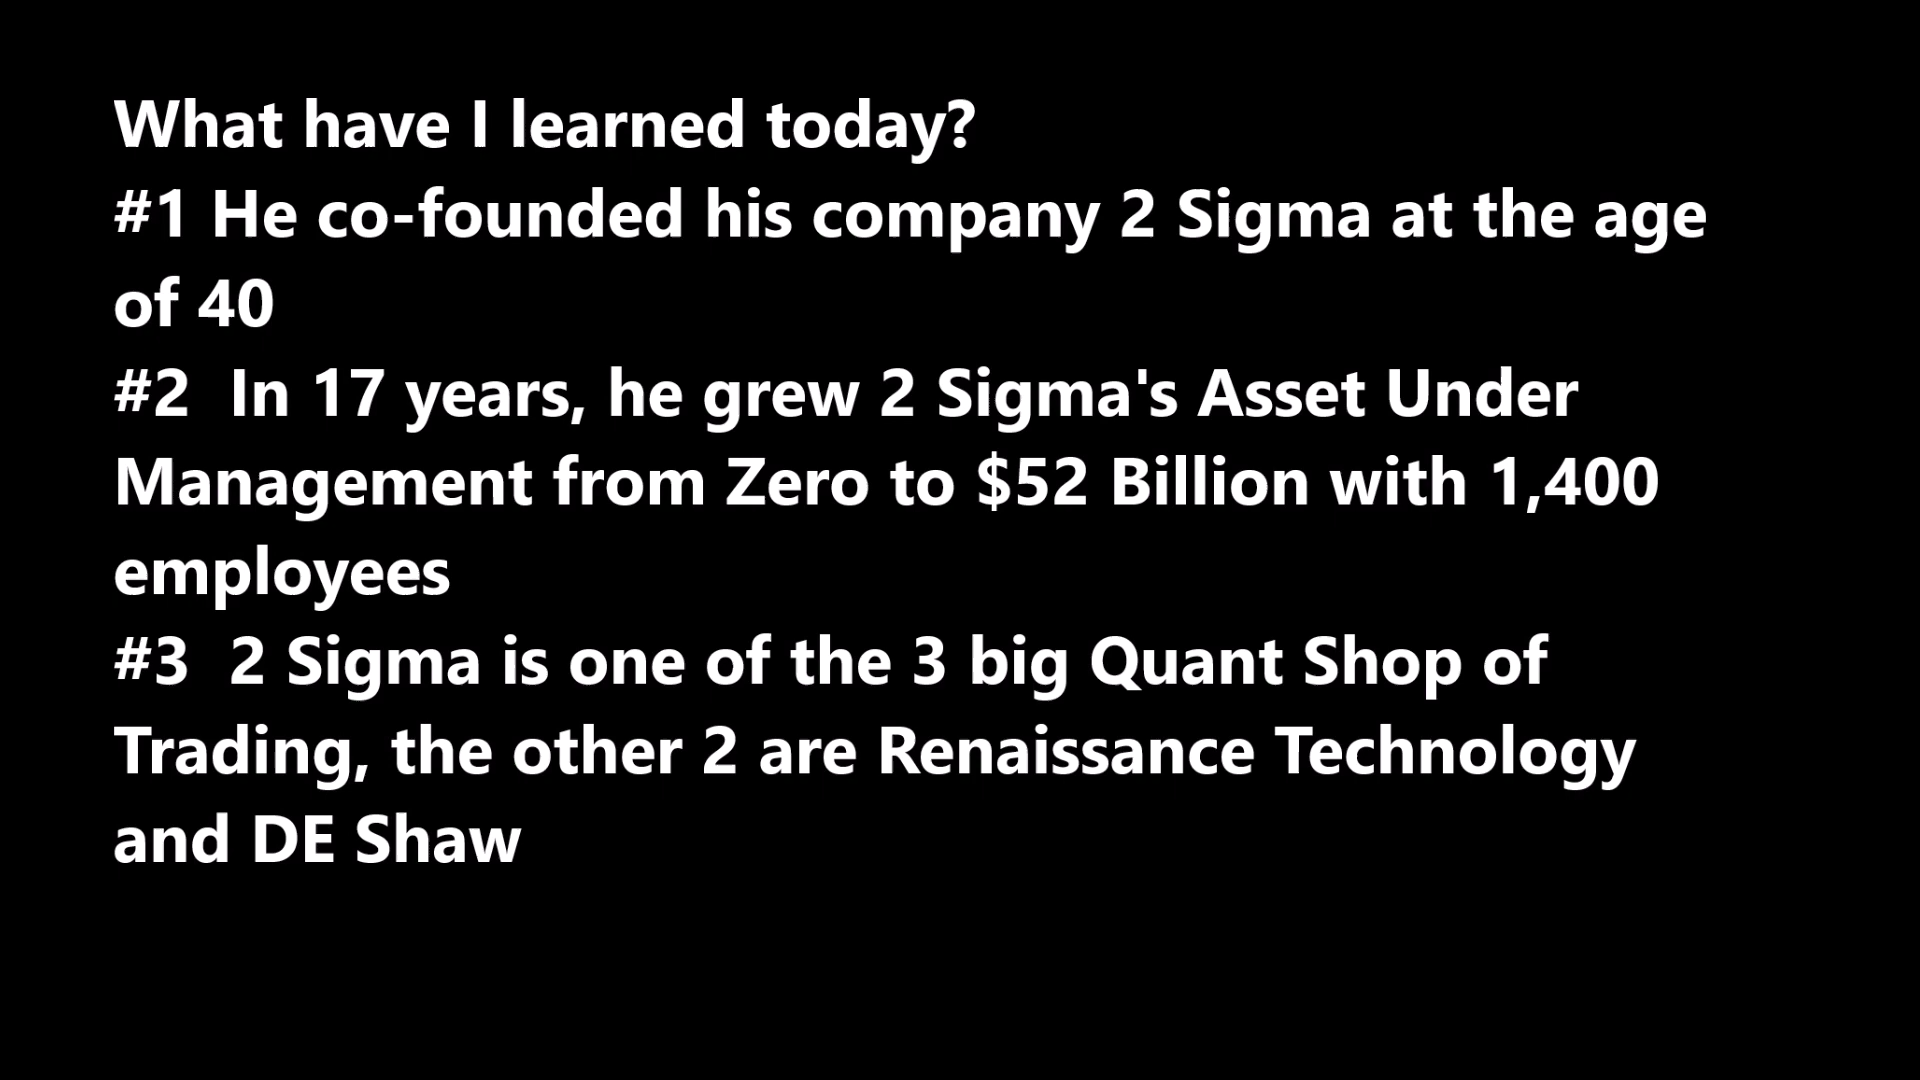 What have I learned today?
#1 He co-founded his company 2 Sigma at the age
of 40
#2  In 17 years, he grew 2 Sigma's Asset Under
Management from Zero to $52 Billion with 1,400
employees
#3  2 Sigma is one of the 3 big Quant Shop of
Trading, the other 2 are Renaissance Technology
and DE Shaw